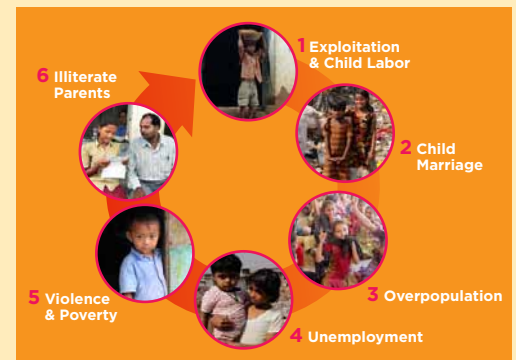 1 Exploitation
& Child Labor
2 Child
Marriage
3 Overpopulation
4 Unemployment
5 Violence
& Poverty
6 Illiterate
Parents